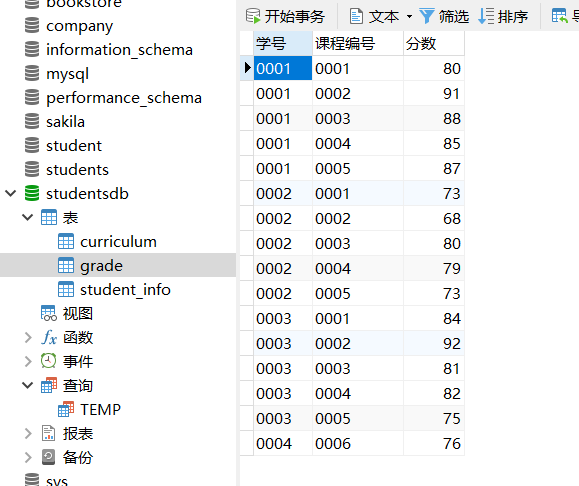 bookstore
company
information_schema
mysql
performance_schema
sakila
student
students
studentsdb
表
curriculum
grade
student_info
视图
fx 函数
事件
查询
TEMP
报表
备份
sys
开始事务 文本 筛选 排序
学号 课程编号 分数
0001 0001 80
0001 0002 91
0001 0003 88
0001 0004 85
0001 0005 87
0002 0001 73
0002 0002 68
0002 0003 80
0002 0004 79
0002 0005 73
0003 0001 84
0003 0002 92
0003 0003 81
0003 0004 82
0003 0005 75
0004 0006 76